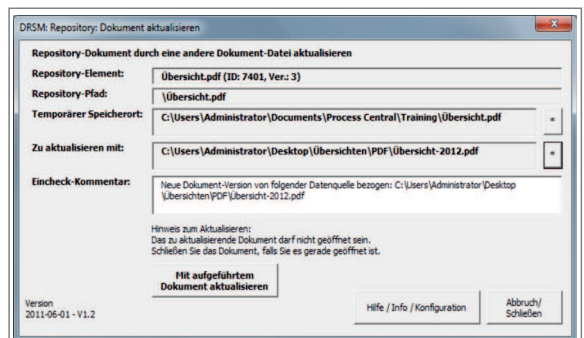 DRSM: Repository: Dokument aktualisieren
Repository-Dokument durch eine andere Dokument-Datei aktualisieren
Repository-Element: Übersicht.pdf (ID: 7401, Ver.: 3)
Repository-Pfad: \Übersicht.pdf
Temporärer Speicherort: C:\Users\Administrator\Documents\Process Central\Training\Übersicht.pdf
Zu aktualisieren mit: C:\Users\Administrator\Desktop\Übersichten\PDF\Übersicht-2012.pdf
Eincheck-Kommentar: Neue Dokument-Version von folgender Datenquelle bezogen: C:\Users\Administrator\Desktop
\Übersichten\PDF\Übersicht-2012.pdf
Hinweis zum Aktualisieren:
Das zu aktualisierende Dokument darf nicht geöffnet sein.
Schließen Sie das Dokument, falls Sie es gerade geöffnet ist.
Mit aufgeführtem
Dokument aktualisieren
Version
2011-06-01 - V1.2
Hilfe / Info / Konfiguration
Abbruch/
Schließen